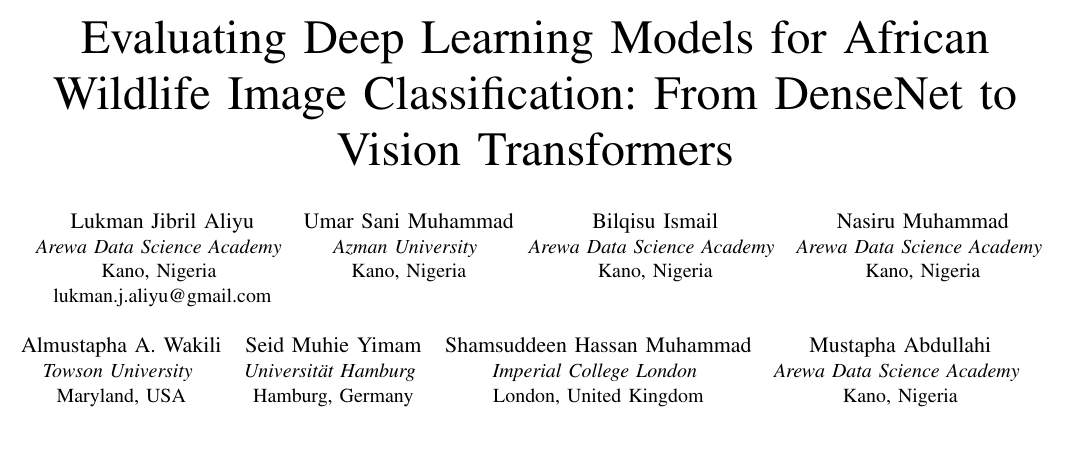 Evaluating Deep Learning Models for African
Wildlife Image Classification: From DenseNet to
Vision Transformers
Lukman Jibril Aliyu
Arewa Data Science Academy
Kano, Nigeria
lukman.j.aliyu@gmail.com
Umar Sani Muhammad
Azman University
Kano, Nigeria
Bilqisu Ismail
Arewa Data Science Academy
Kano, Nigeria
Nasiru Muhammad
Arewa Data Science Academy
Kano, Nigeria
Almustapha A. Wakili
Towson University
Maryland, USA
Seid Muhie Yimam
Universität Hamburg
Hamburg, Germany
Shamsuddeen Hassan Muhammad
Imperial College London
London, United Kingdom
Mustapha Abdullahi
Arewa Data Science Academy
Kano, Nigeria